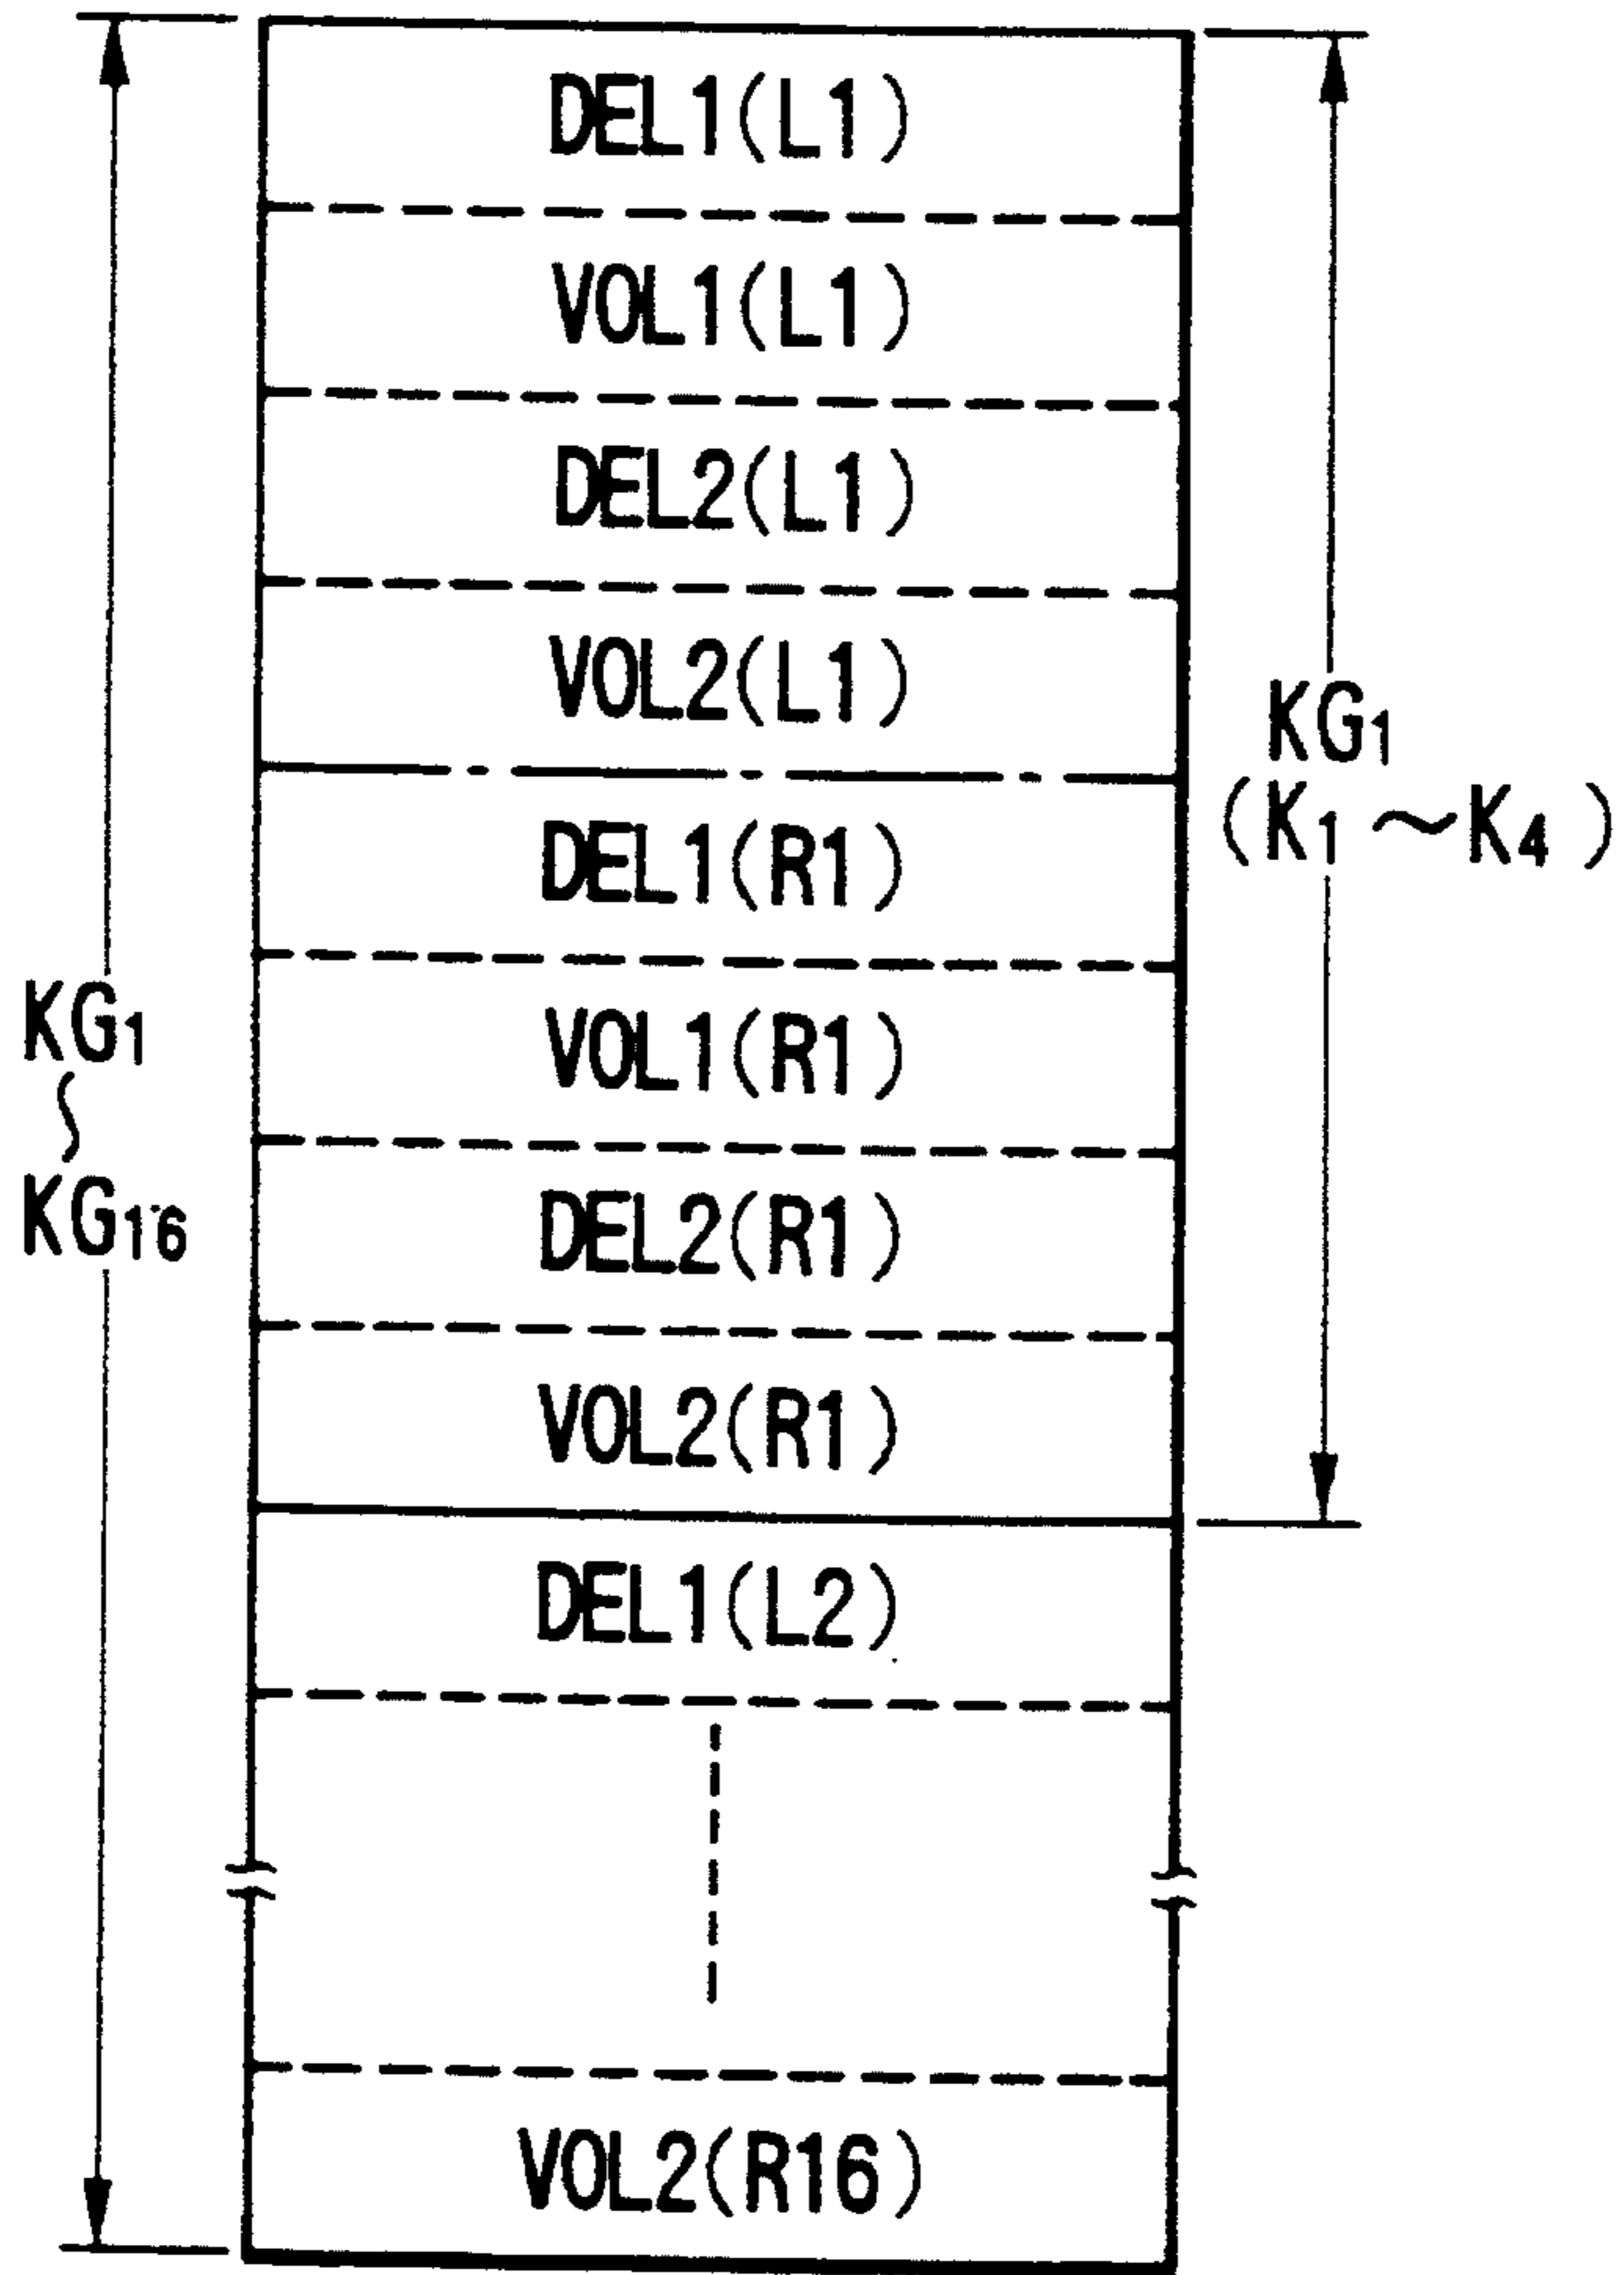 DEL1(L1)
VOL1(L1)
DEL2(L1)
VOL2(L1)
KG1
(K1~K4)
DEL1(R1)
VOL1(R1)
KG1
~
KG16
DEL2(R1)
VOL2(R1)
DEL1(L2)
VOL2(R16)